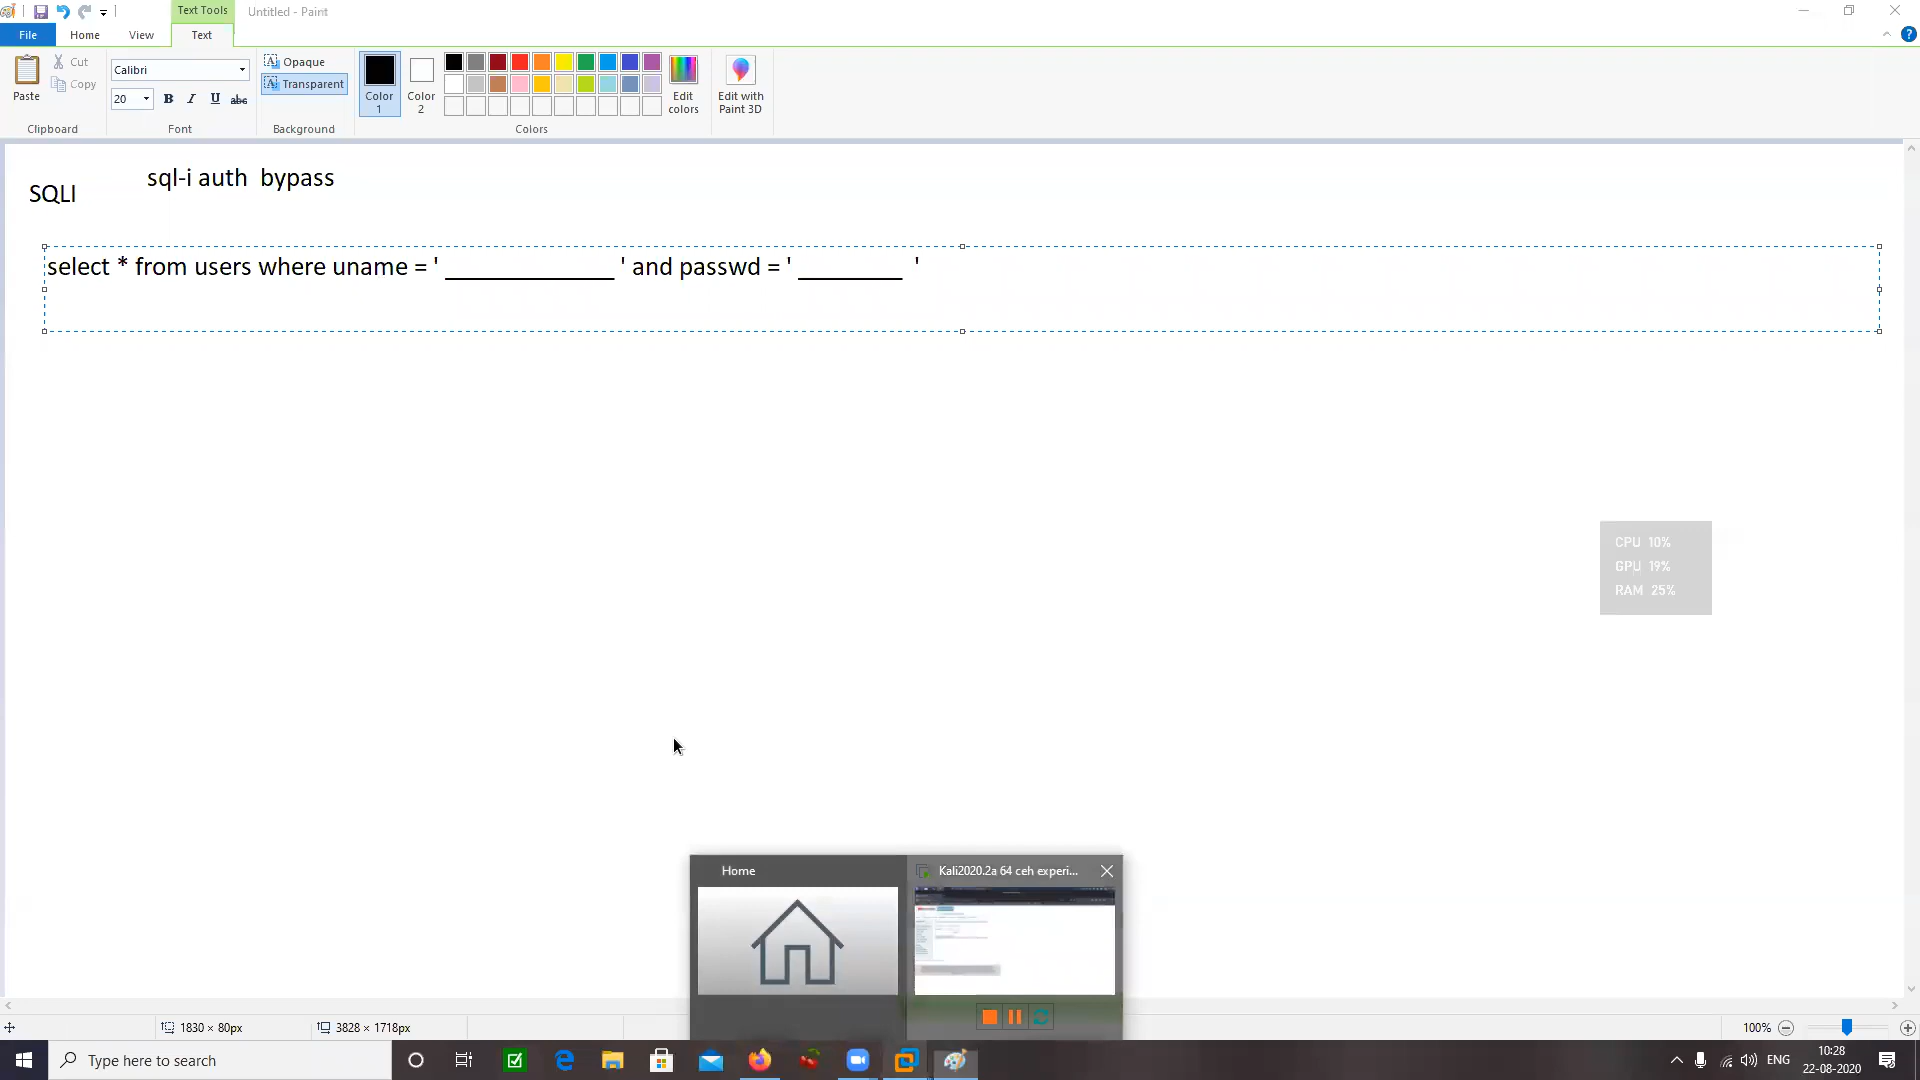 Text Tools
Untitled - Paint
File
Home
View
Text
Paste
Cut
Copy
Clipboard
Calibri
20
B
I
U
abc
Font
Opaque
Transparent
Background
Color
1
Color
2
Edit
colors
Edit with
Paint 3D
Colors
sql-i auth bypass
SQLI
select * from users where uname = ' _____________ ' and passwd = ' ________ '
CPU 10%
GPU 19%
RAM 25%
Home
Kali2020.2a 64 ceh experi...
1830 × 80px
3828 × 1718px
100%
Type here to search
ENG
10:28
22-08-2020